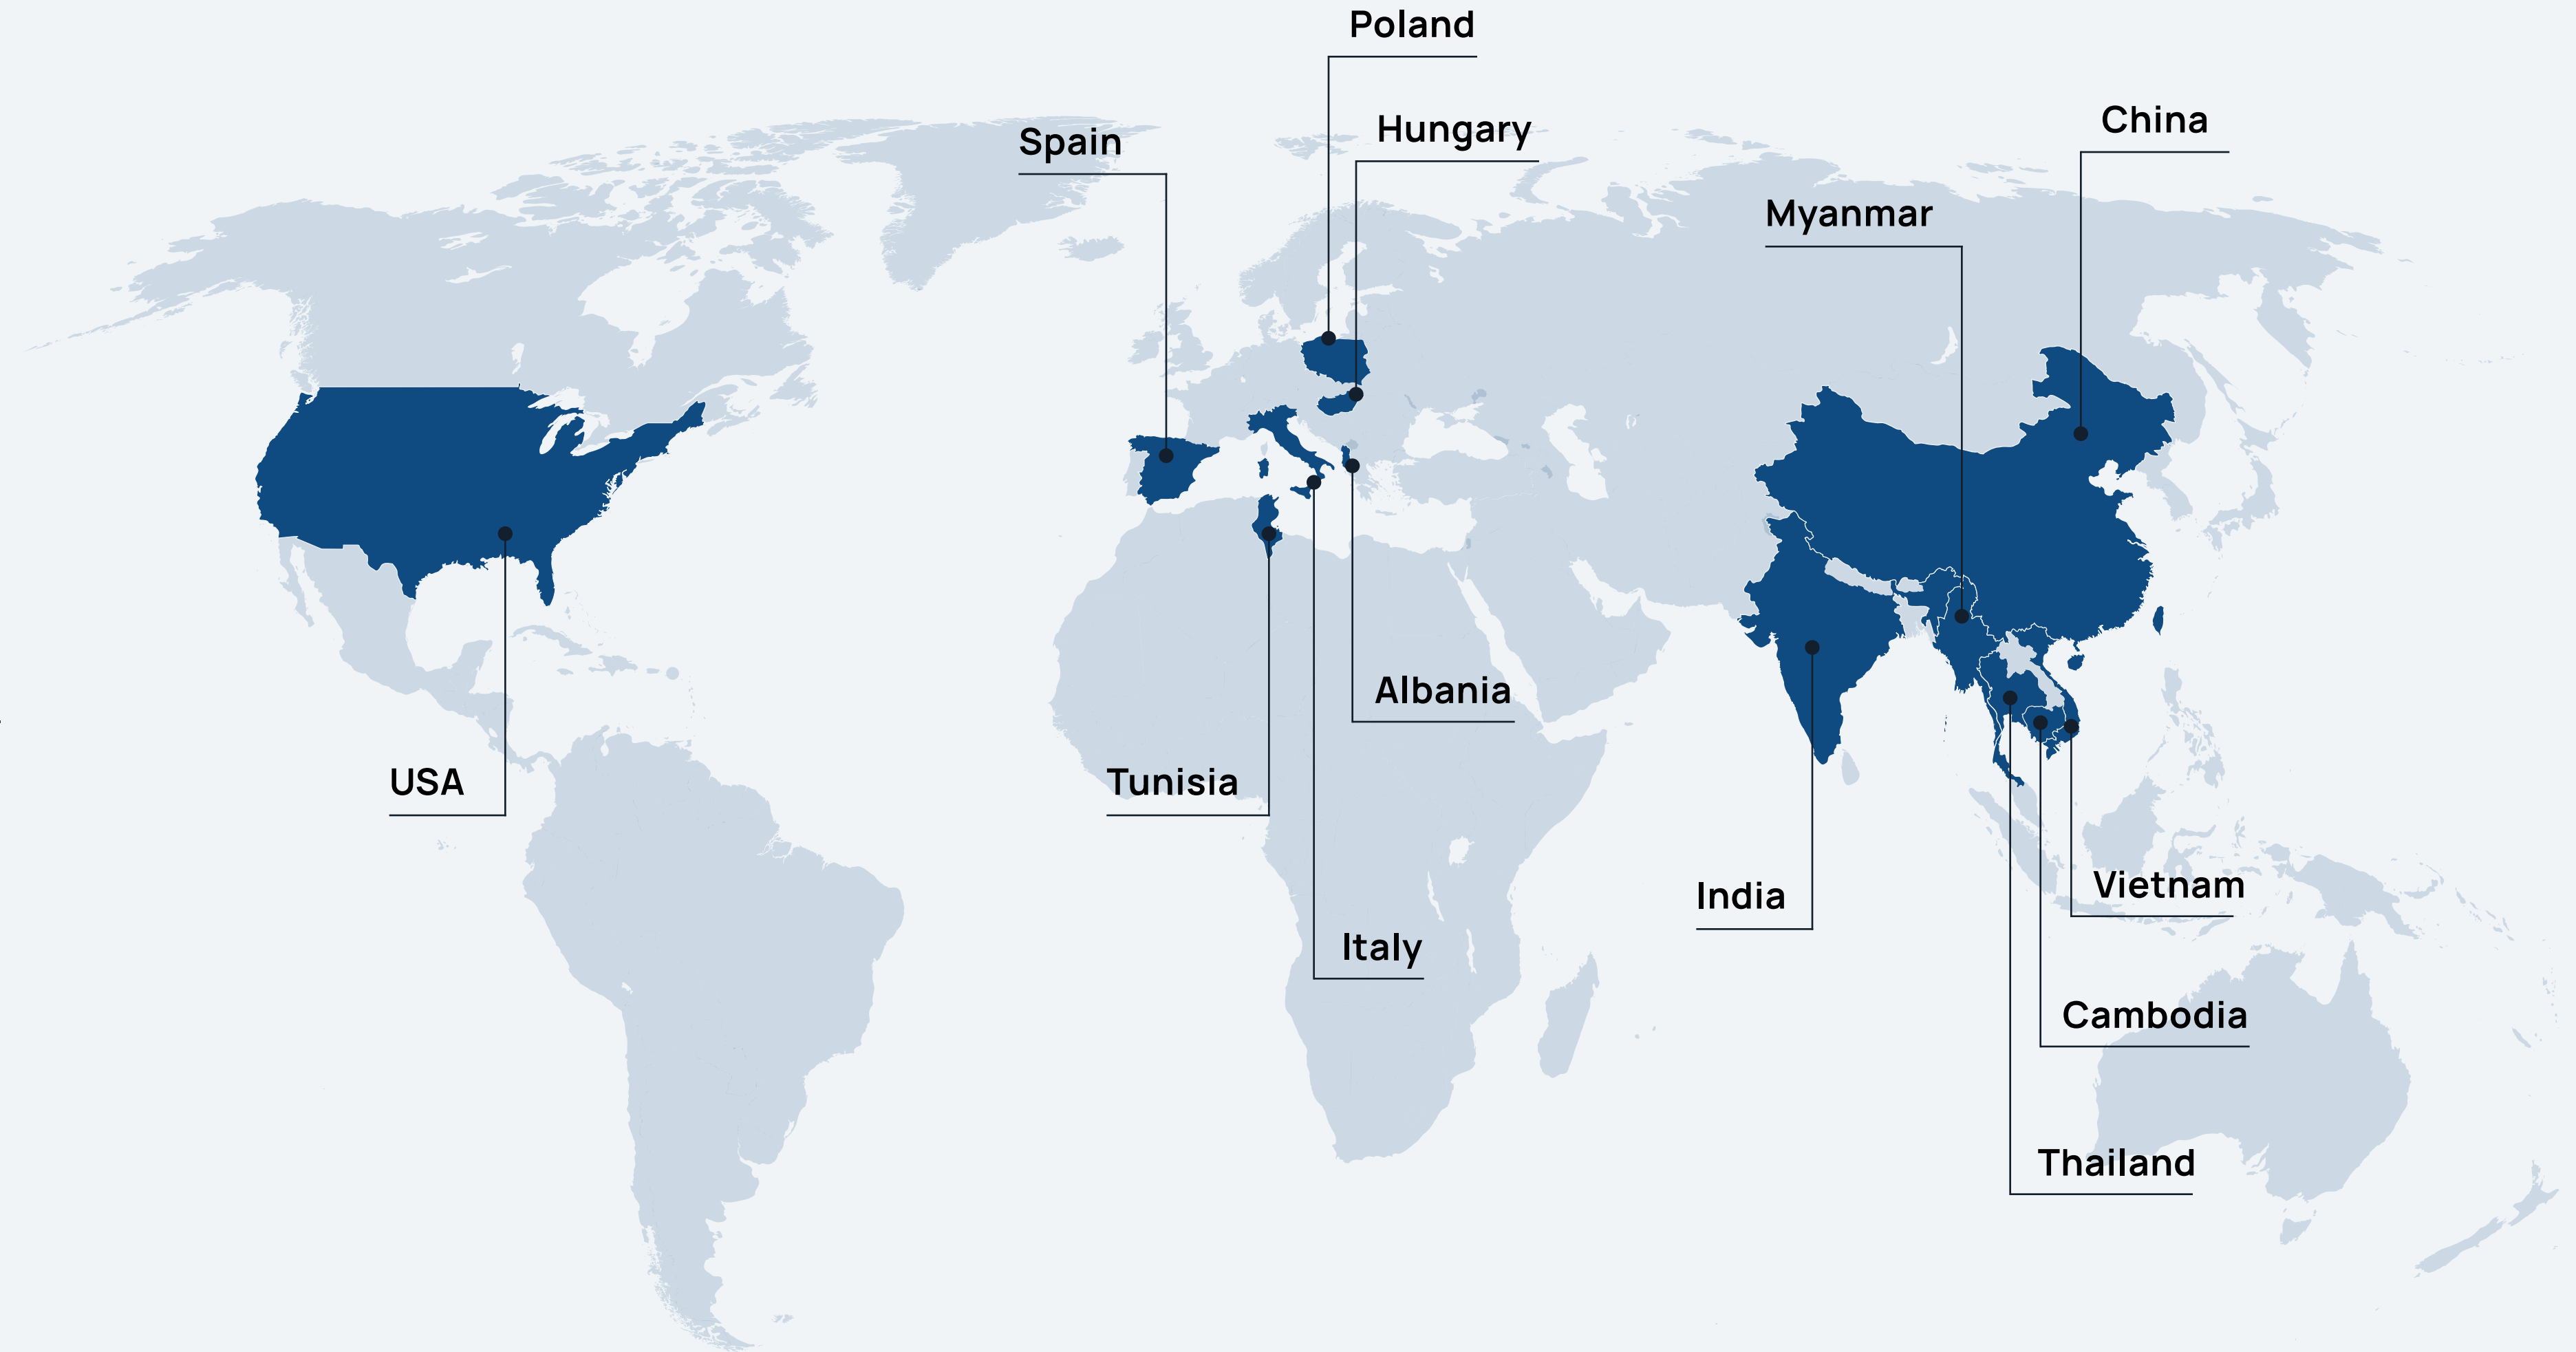 Poland
China
Hungary
Spain
Myanmar
Albania
USA
Tunisia
Vietnam
India
Italy
Cambodia
Thailand